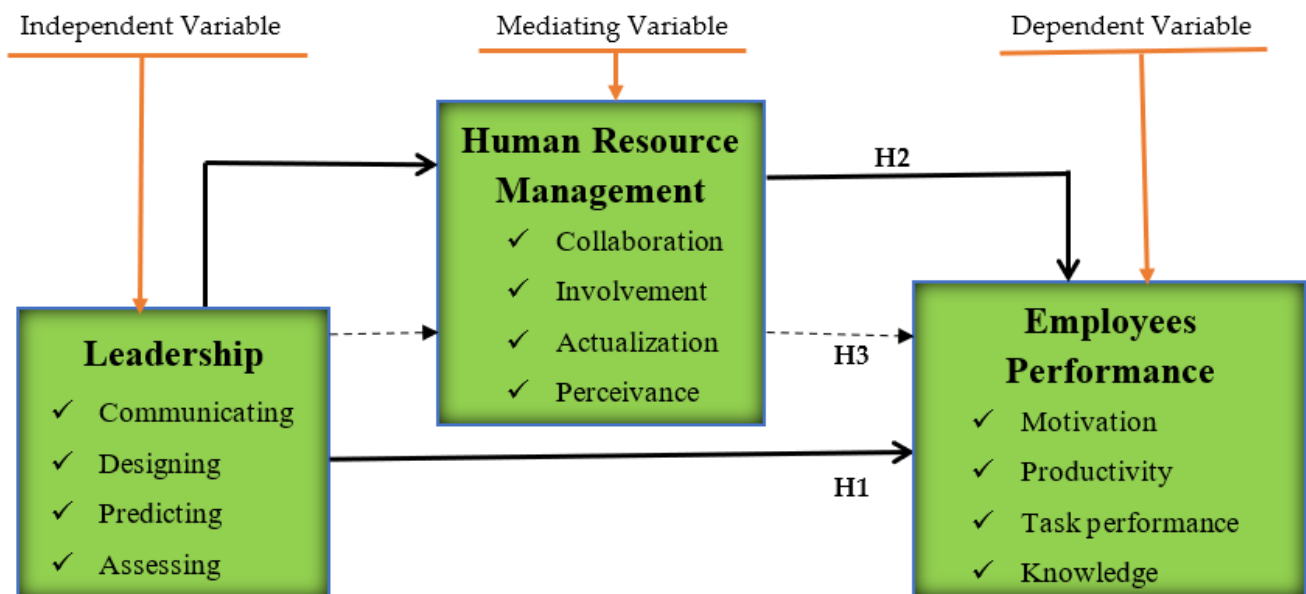 Independent Variable
Mediating Variable
Dependent Variable
Human Resource
Management
✓ Collaboration
✓ Involvement
✓ Actualization
✓ Perceivance
H2
Leadership
✓ Communicating
✓ Designing
✓ Predicting
✓ Assessing
H3
H1
Employees
Performance
✓ Motivation
✓ Productivity
✓ Task performance
✓ Knowledge